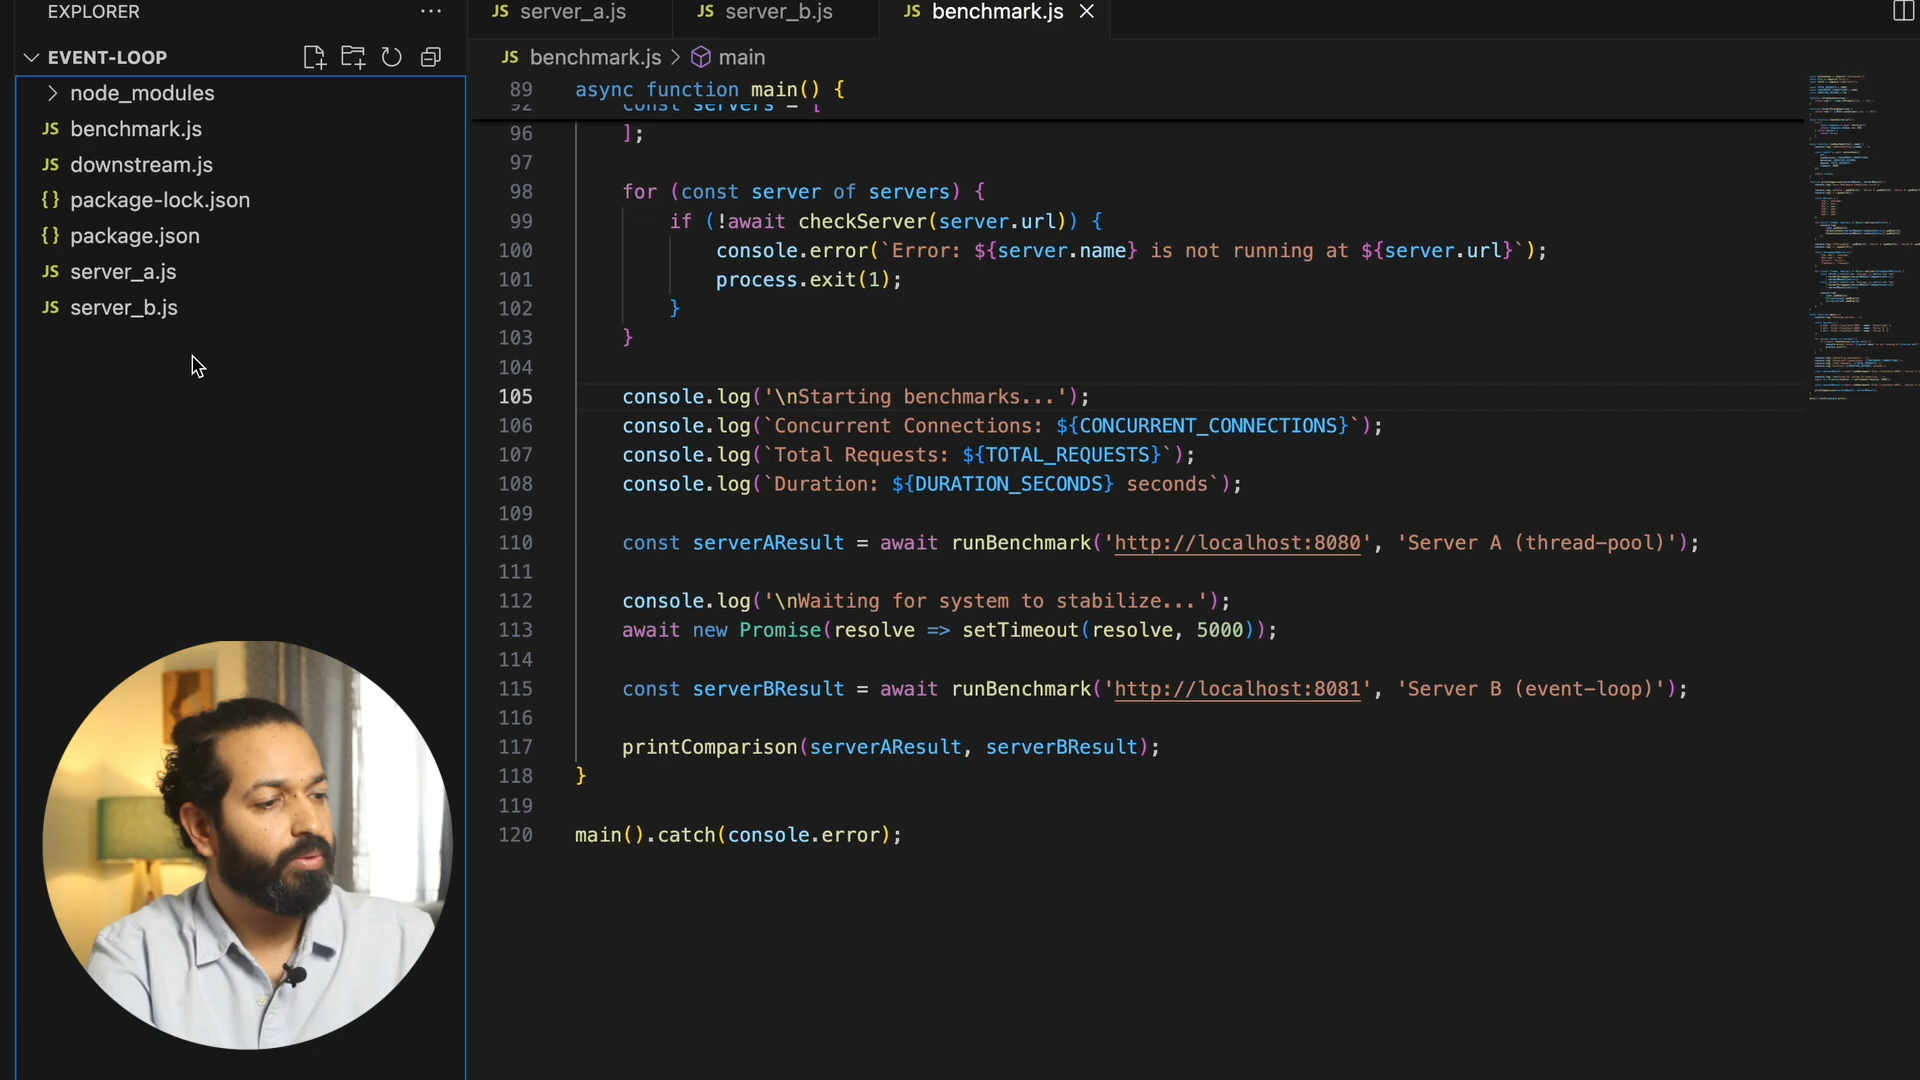 EXPLORER
EVENT-LOOP
node_modules
JS benchmark.js
JS downstream.js
{} package-lock.json
{} package.json
JS server_a.js
JS server_b.js
JS server_a.js
JS server_b.js
JS benchmark.js
JS benchmark.js > main
89 async function main() {
92 const servers = [
96 ];
97
98 for (const server of servers) {
99 if (!await checkServer(server.url)) {
100 console.error(`Error: ${server.name} is not running at ${server.url}`);
101 process.exit(1);
102 }
103 }
104
105 console.log('\nStarting benchmarks...');
106 console.log(`Concurrent Connections: ${CONCURRENT_CONNECTIONS}`);
107 console.log(`Total Requests: ${TOTAL_REQUESTS}`);
108 console.log(`Duration: ${DURATION_SECONDS} seconds`);
109
110 const serverAResult = await runBenchmark('http://localhost:8080', 'Server A (thread-pool)');
111
112 console.log('\nWaiting for system to stabilize...');
113 await new Promise(resolve => setTimeout(resolve, 5000));
114
115 const serverBResult = await runBenchmark('http://localhost:8081', 'Server B (event-loop)');
116
117 printComparison(serverAResult, serverBResult);
118 }
119
120 main().catch(console.error);